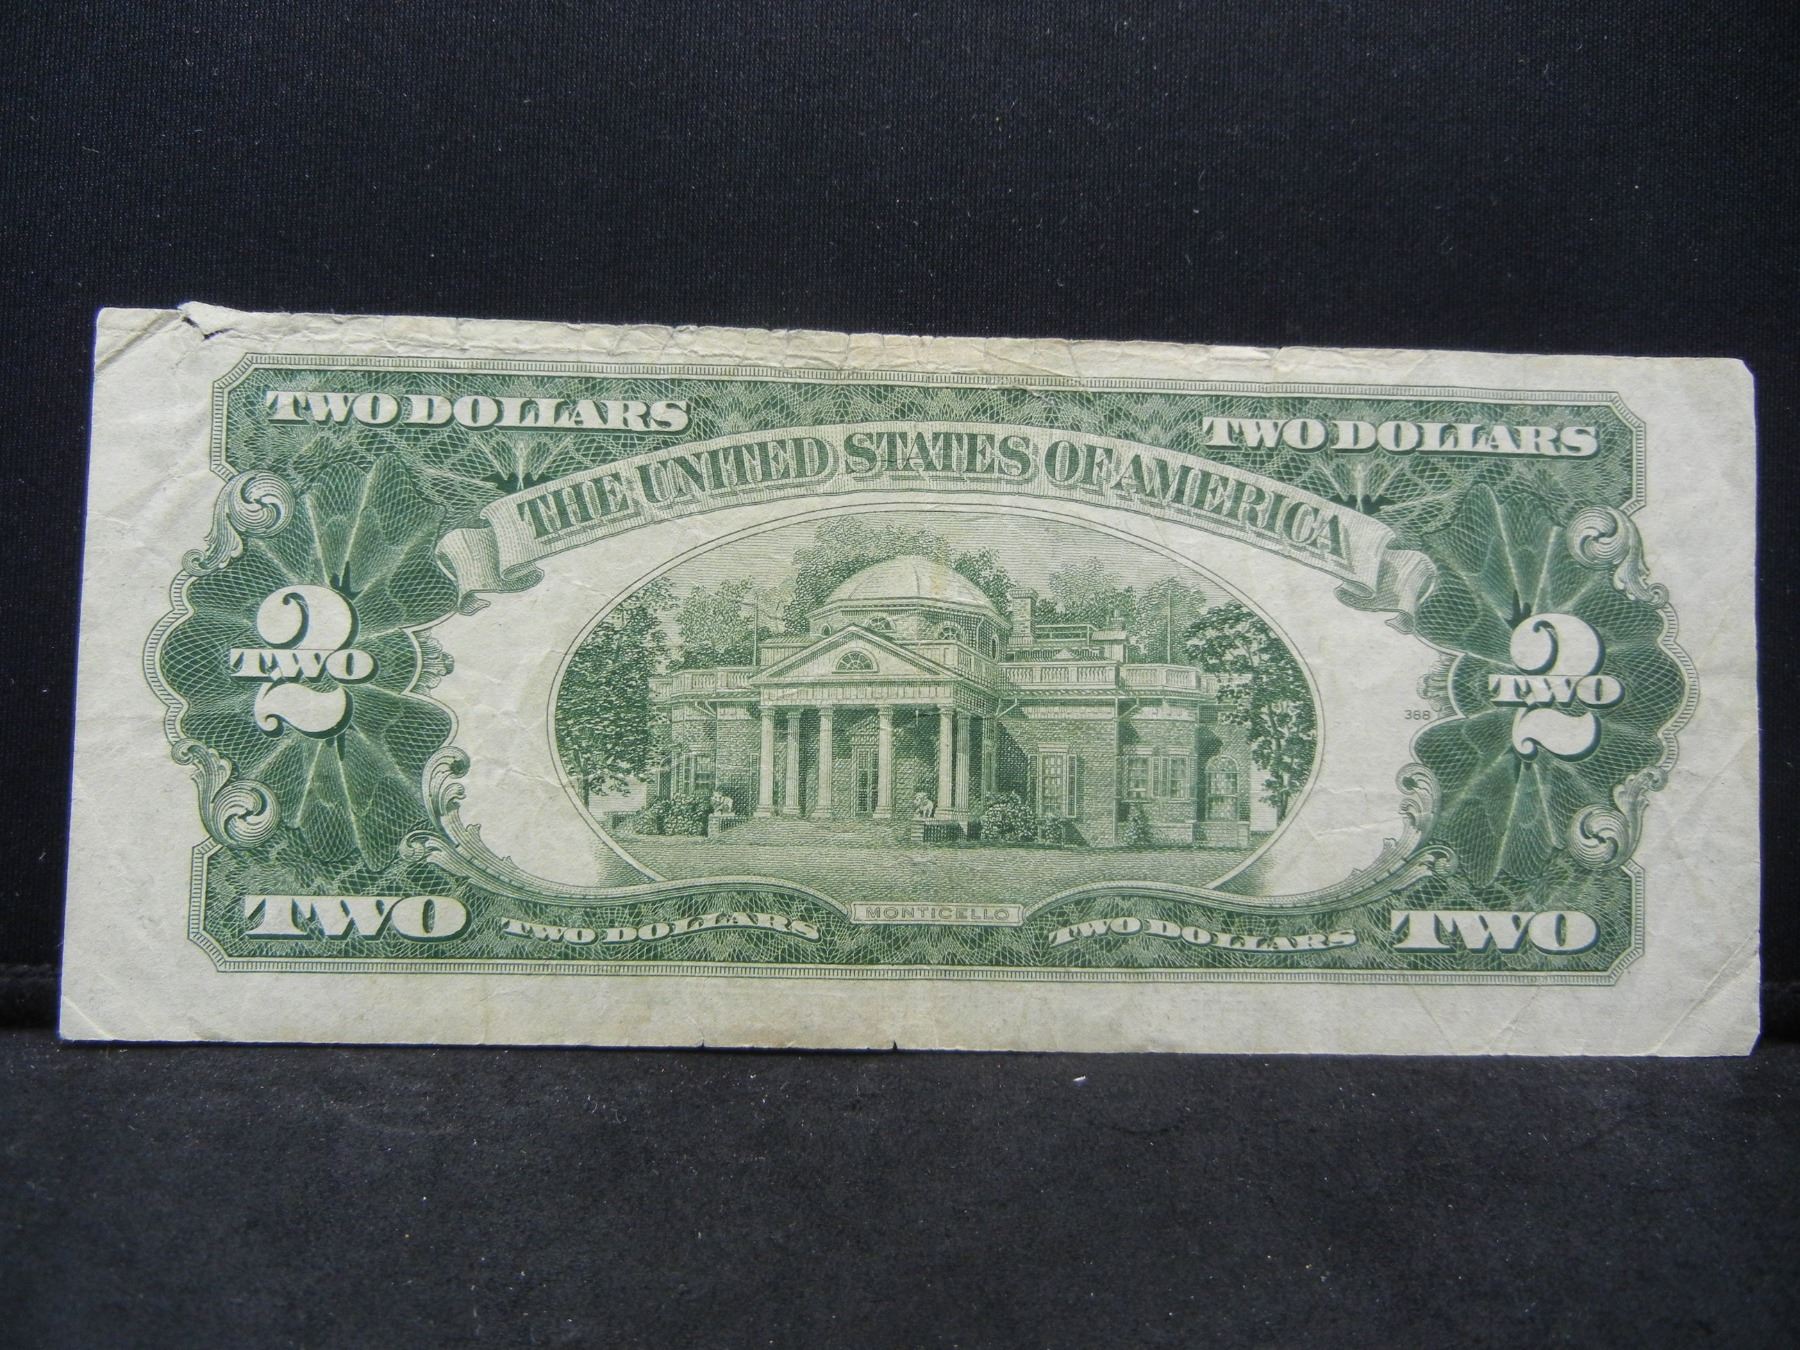 TWO DOLLARS
TWO DOLLARS
THE UNITED STATES OF AMERICA
2
TWO
2
TWO
MONTICELLO
TWO
TWO DOLLARS
TWO DOLLARS
TWO